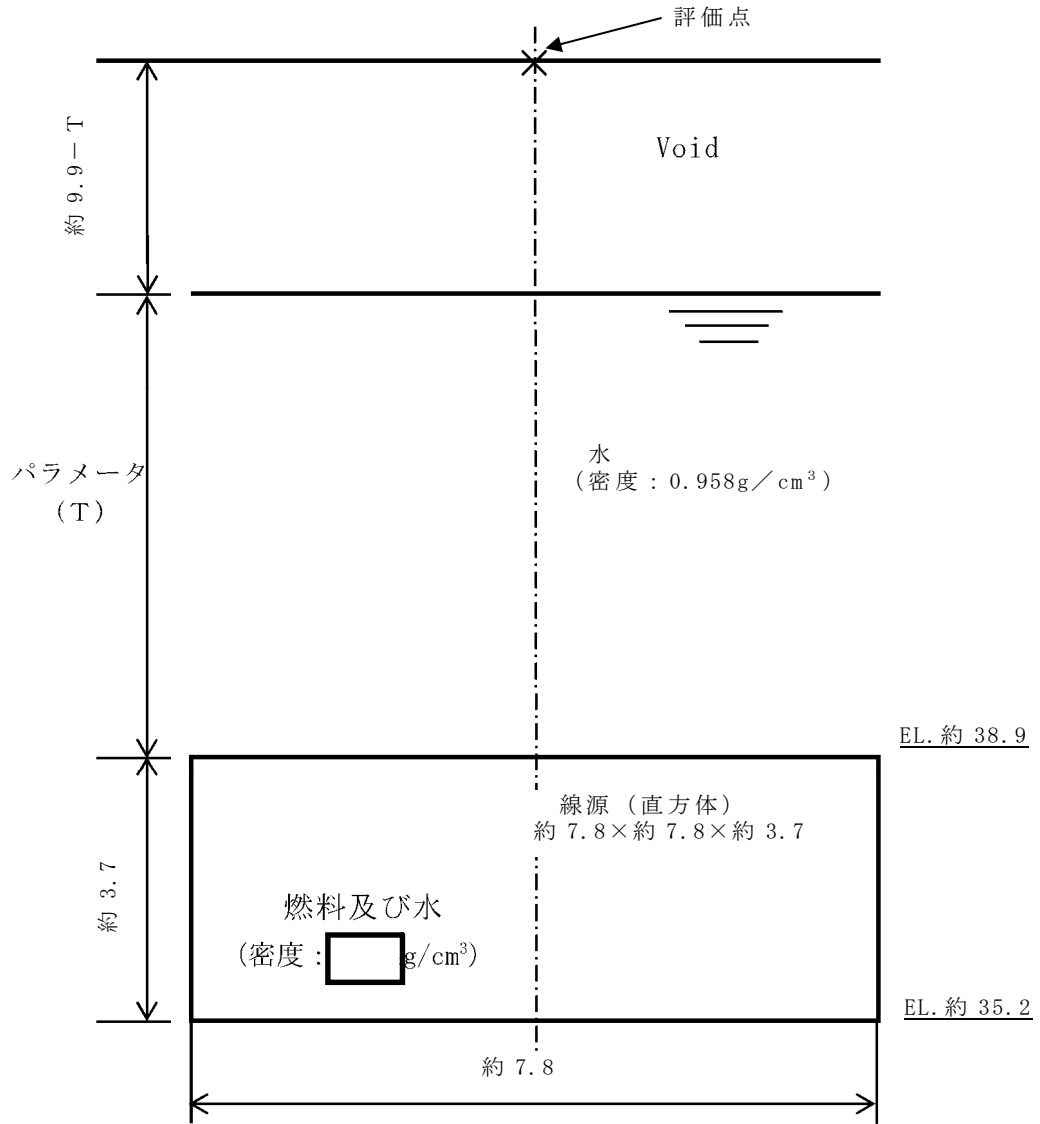 評価点
Void
約 9.9－T
水
(密度：0.958g／cm³)
パラメータ
(T)
EL.約 38.9
線源（直方体）
約 7.8×約 7.8×約 3.7
約 3.7
燃料及び水
(密度： g/cm³)
EL.約 35.2
約 7.8